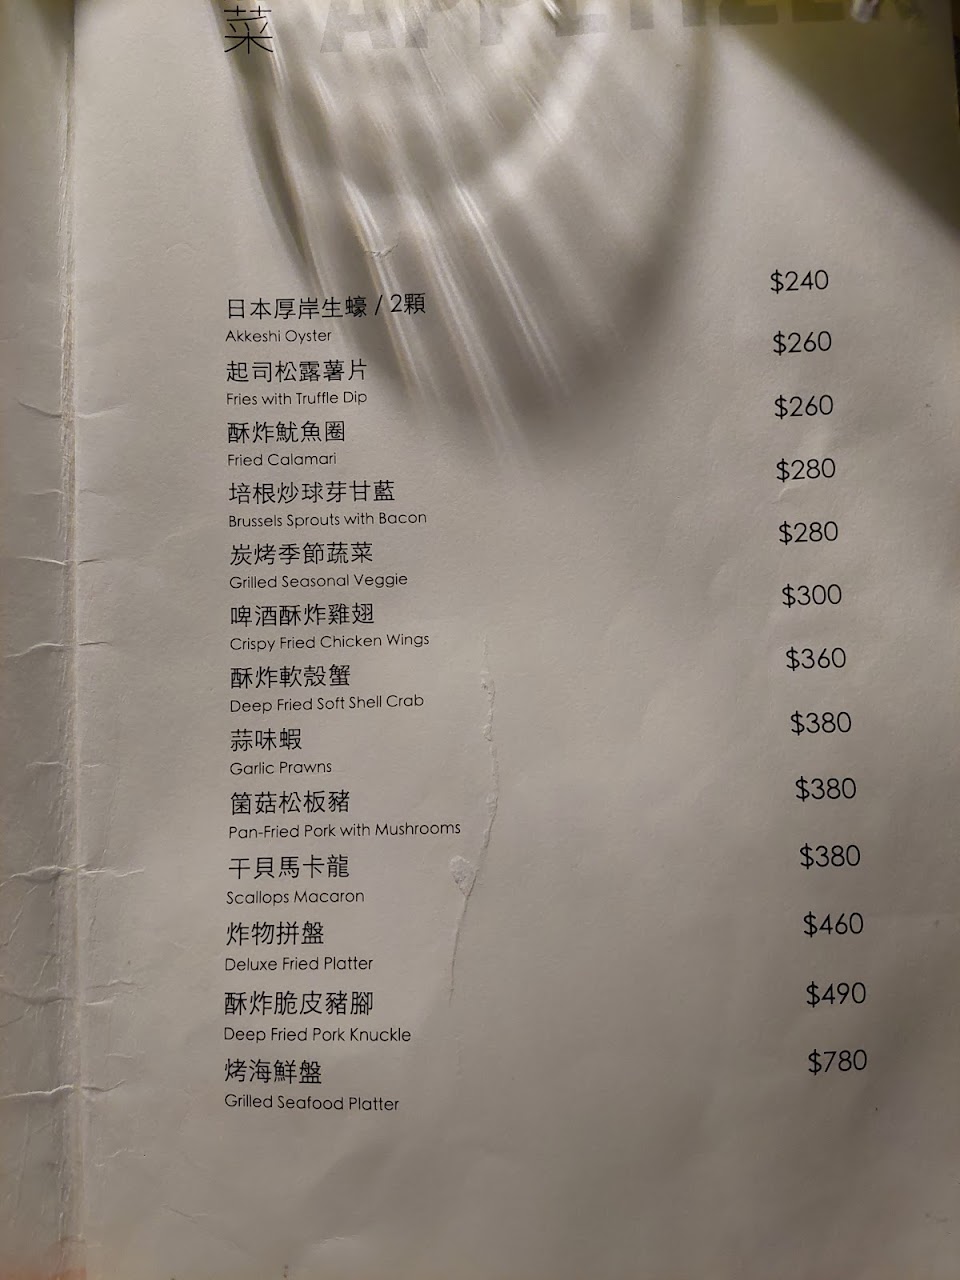 菜 APPETIZER
日本厚岸生蠔 / 2顆 $240
Akkeshi Oyster
起司松露薯片 $260
Fries with Truffle Dip
酥炸魷魚圈 $260
Fried Calamari
培根炒球芽甘藍 $280
Brussels Sprouts with Bacon
炭烤季節蔬菜 $280
Grilled Seasonal Veggie
啤酒酥炸雞翅 $300
Crispy Fried Chicken Wings
酥炸軟殼蟹 $360
Deep Fried Soft Shell Crab
蒜味蝦 $380
Garlic Prawns
菌菇松板豬 $380
Pan-Fried Pork with Mushrooms
干貝馬卡龍 $380
Scallops Macaron
炸物拼盤 $460
Deluxe Fried Platter
酥炸脆皮豬腳 $490
Deep Fried Pork Knuckle
烤海鮮盤 $780
Grilled Seafood Platter